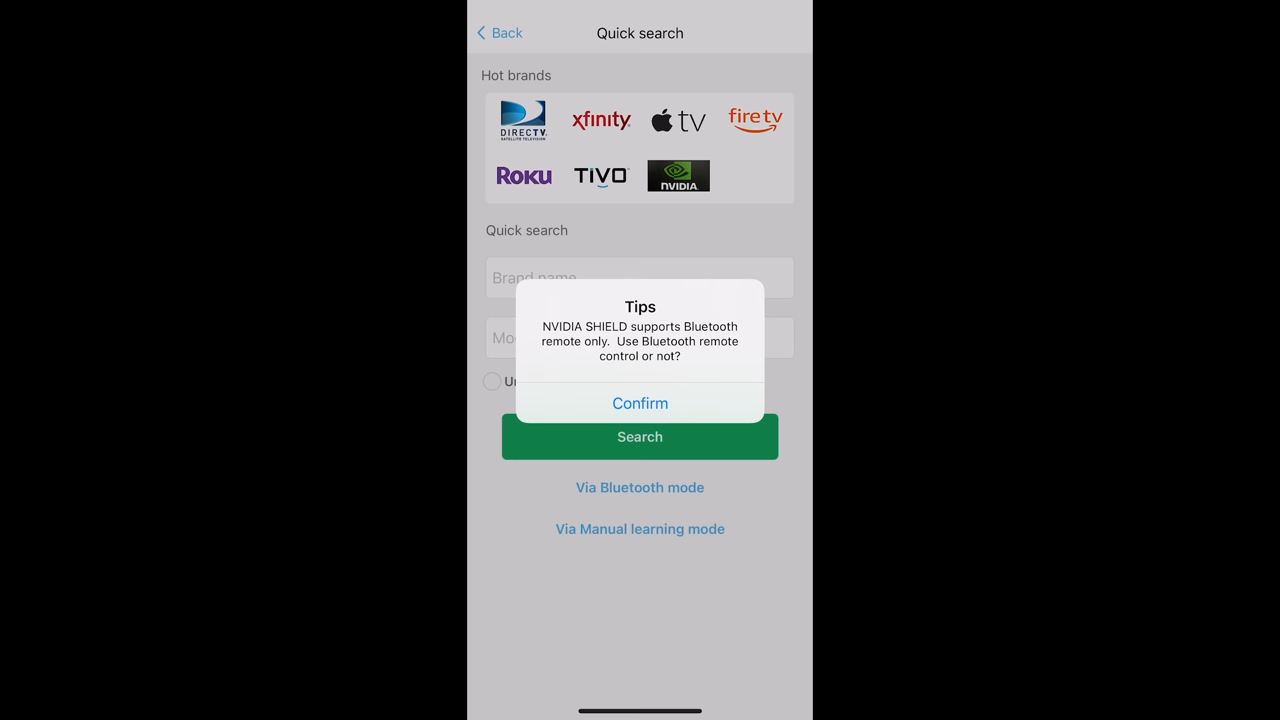 Back
Quick search
Hot brands
DIRECTV
SATELLITE TELEVISION
xfinity
tv
fire tv
Roku
TIVO
NVIDIA
Quick search
Brand name
Tips
NVIDIA SHIELD supports Bluetooth
remote only. Use Bluetooth remote
control or not?
Confirm
Search
Via Bluetooth mode
Via Manual learning mode